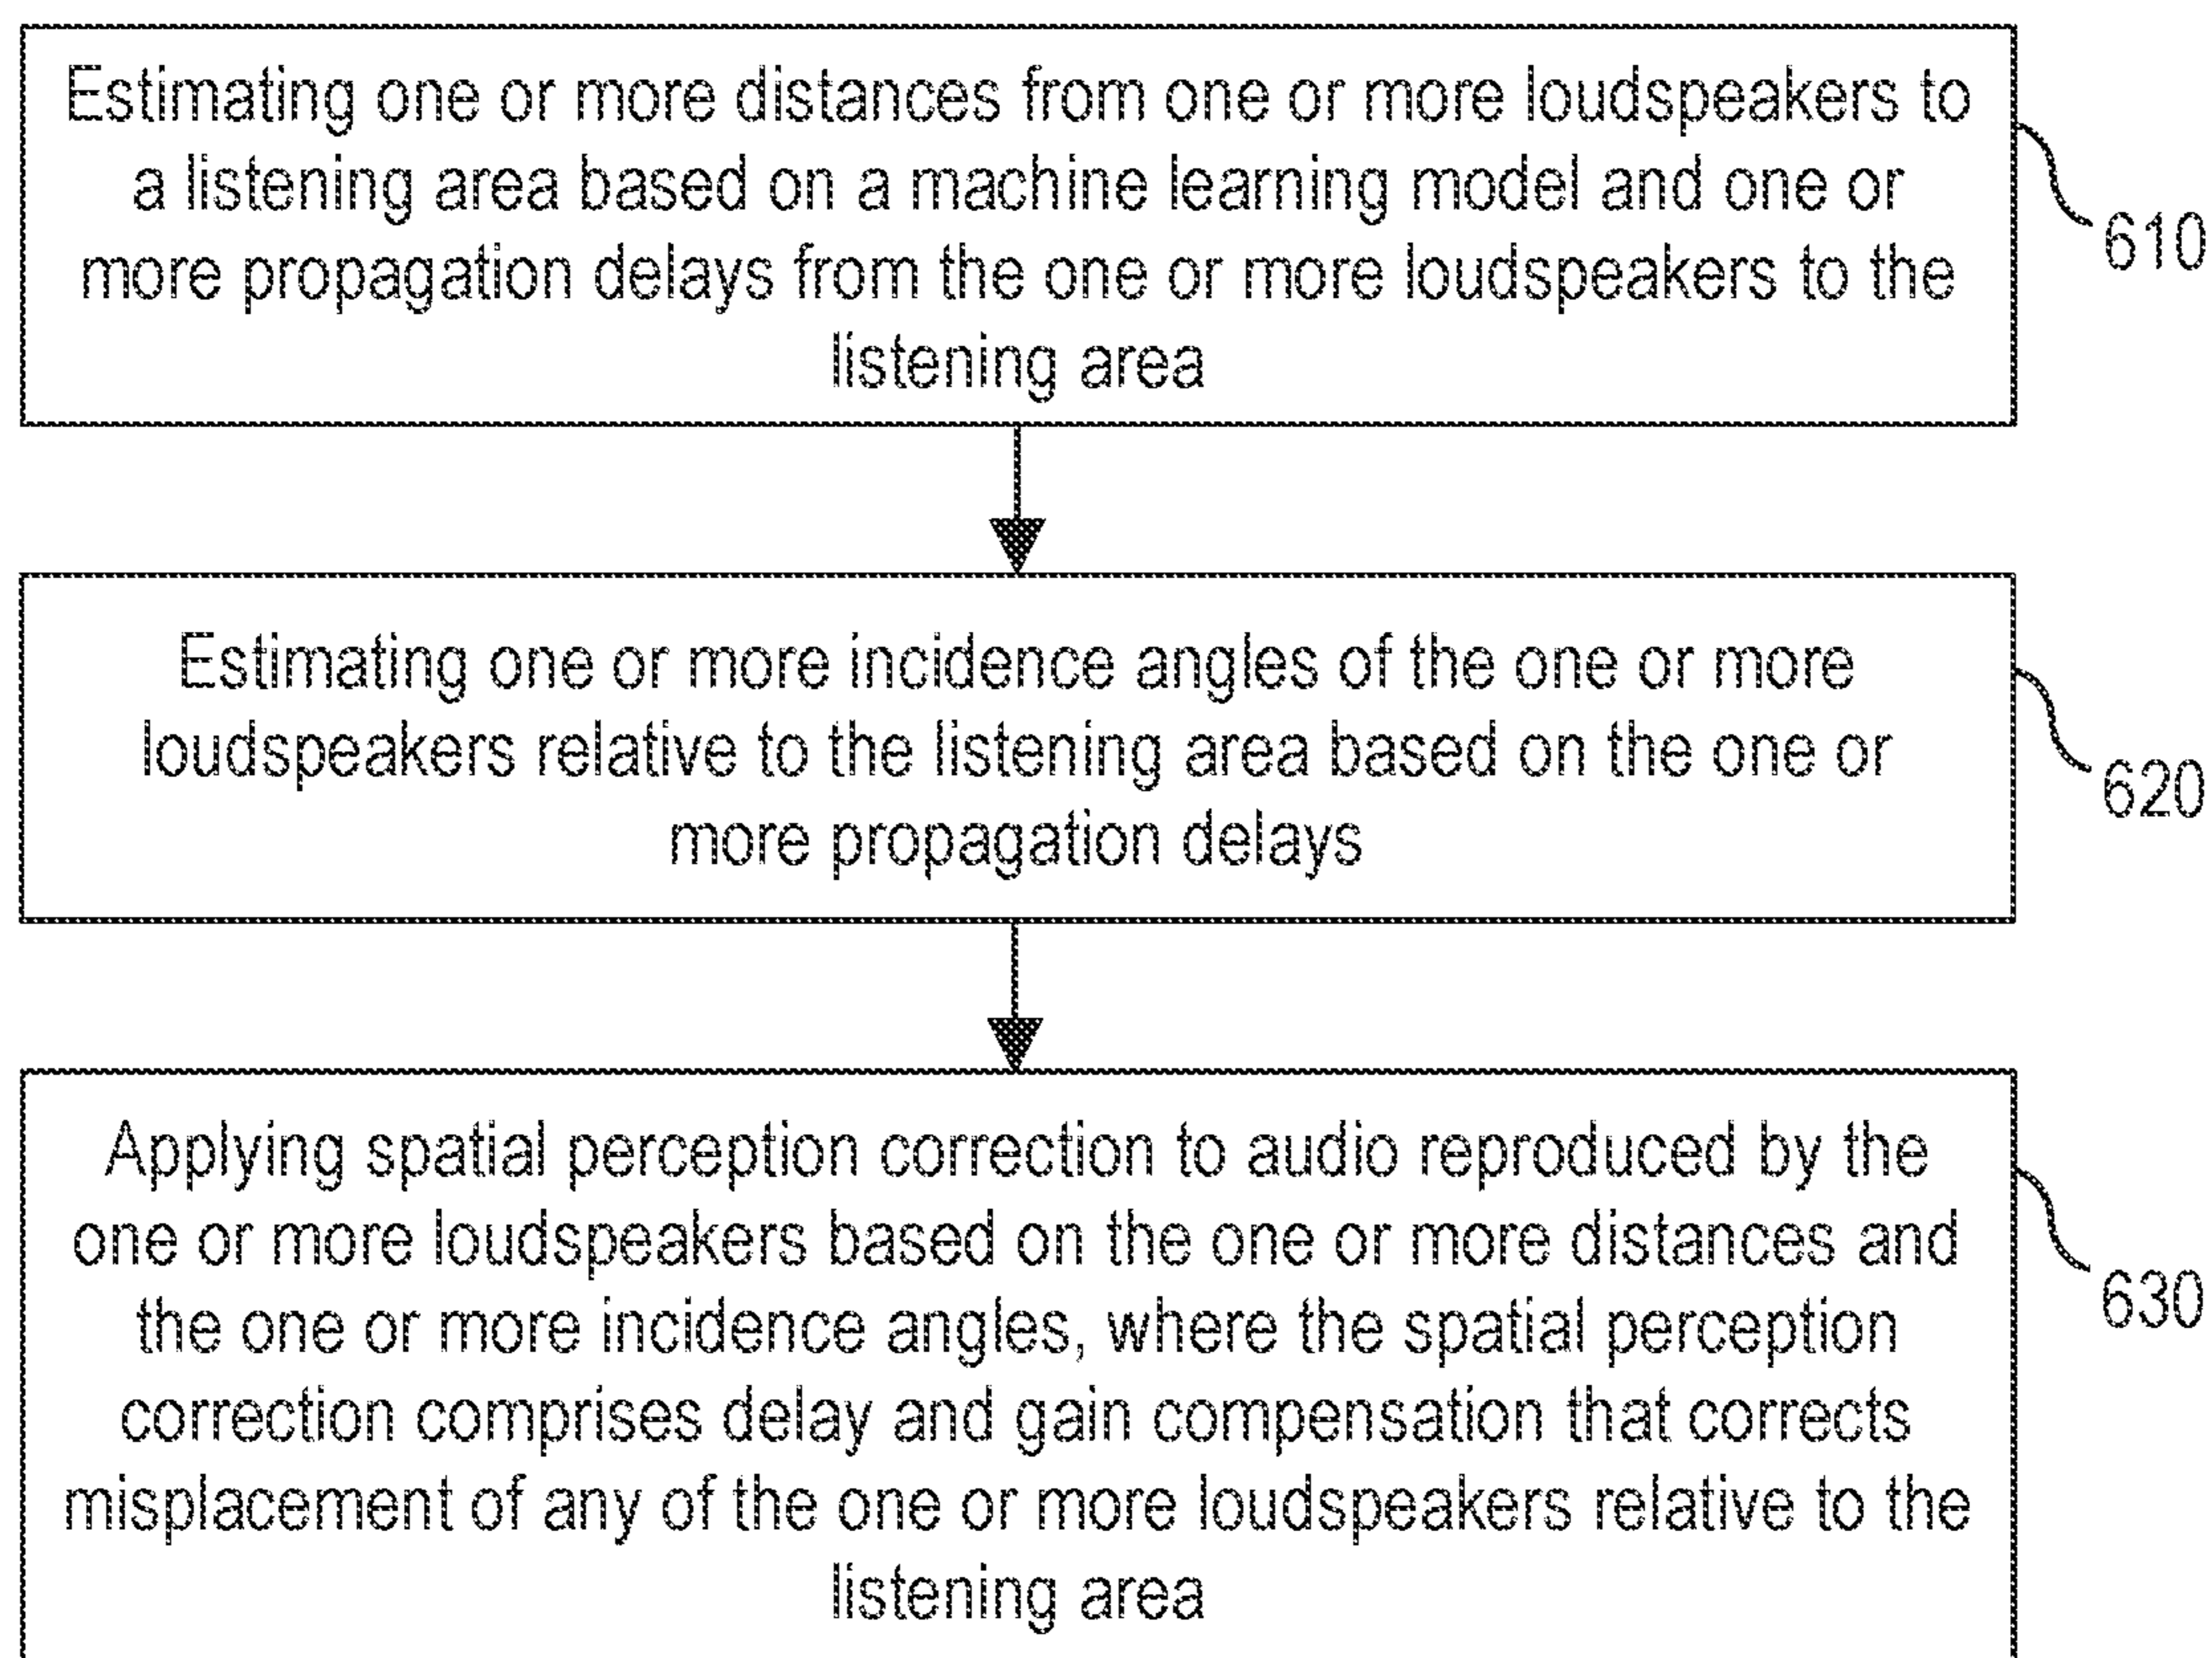 Estimating one or more distances from one or more loudspeakers to
a listening area based on a machine learning model and one or
more propagation delays from the one or more loudspeakers to the
listening area
610
Estimating one or more incidence angles of the one or more
loudspeakers relative to the listening area based on the one or
more propagation delays
620
Applying spatial perception correction to audio reproduced by the
one or more loudspeakers based on the one or more distances and
the one or more incidence angles, where the spatial perception
correction comprises delay and gain compensation that corrects
misplacement of any of the one or more loudspeakers relative to the
listening area
630